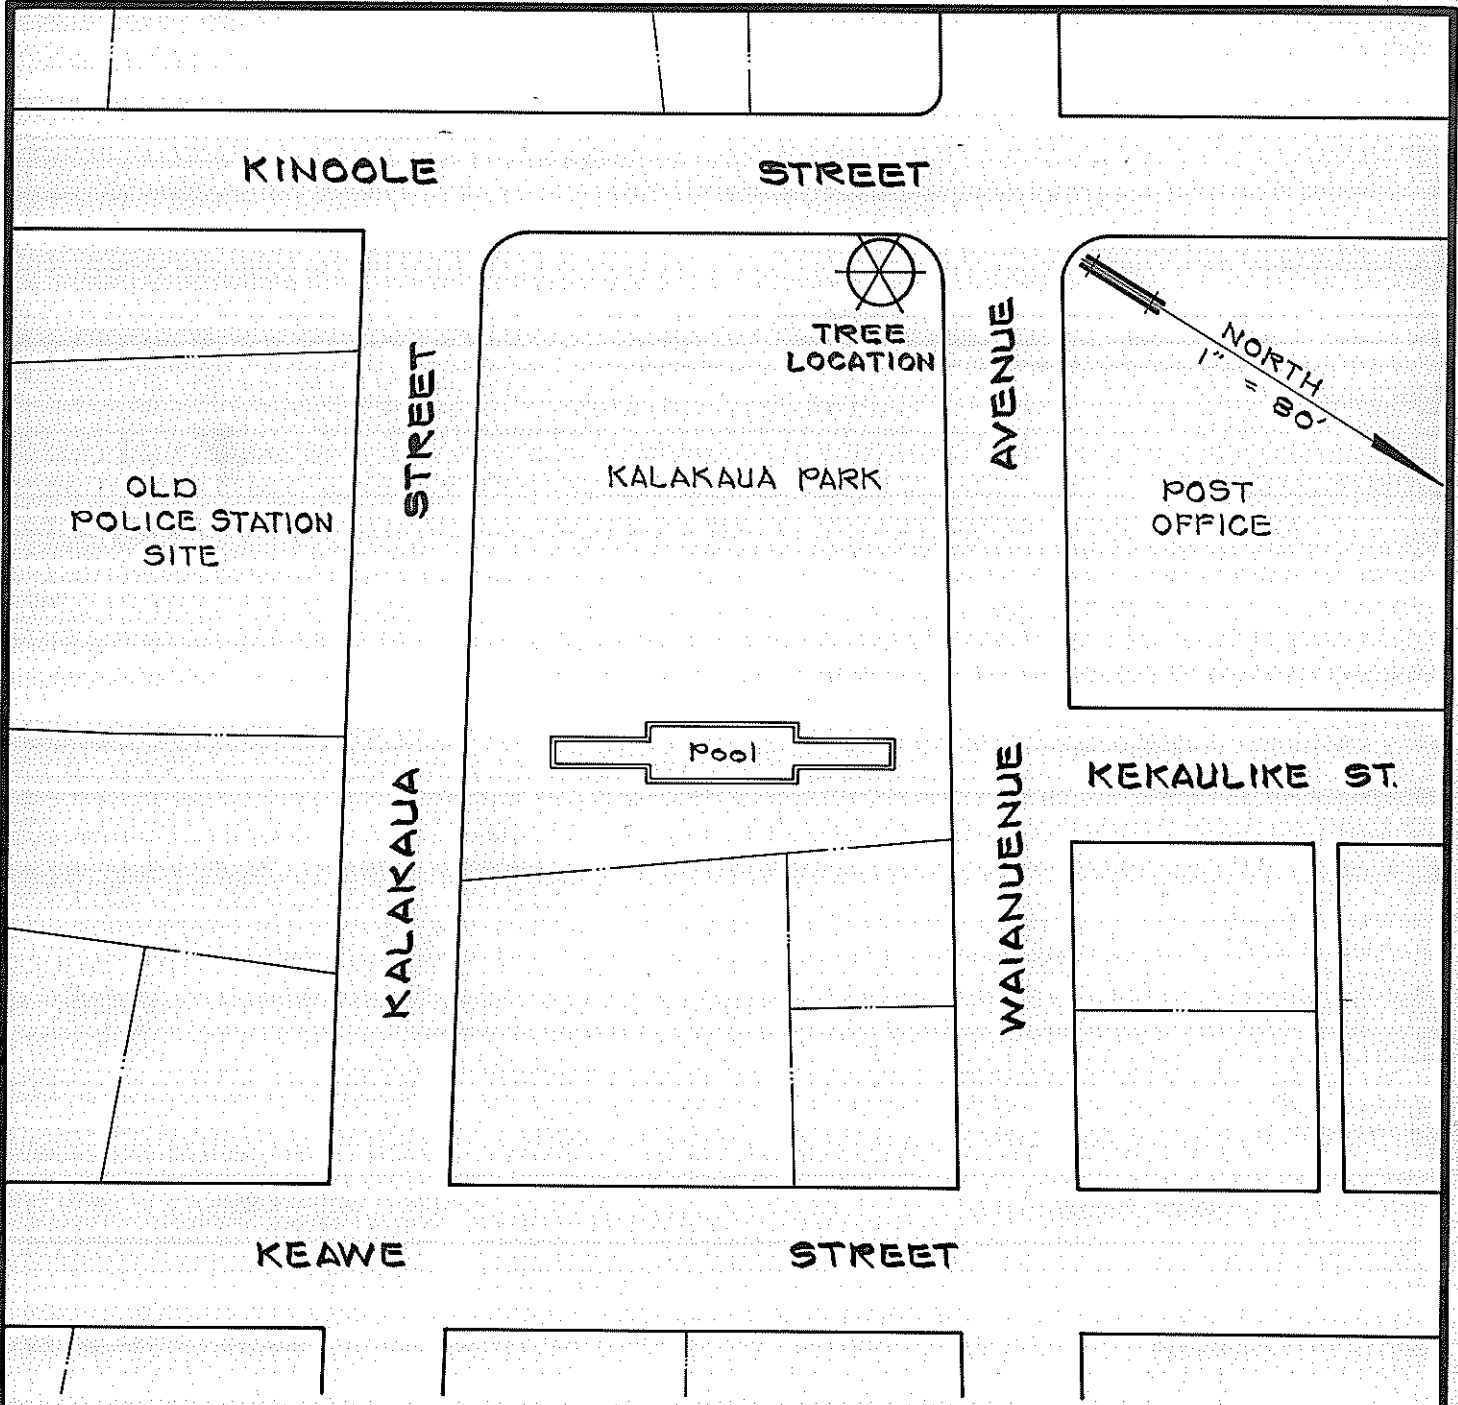 KINOOLE STREET
TREE
LOCATION
NORTH
1" = 80'
STREET
AVENUE
KALAKAUA PARK
OLD
POLICE STATION
SITE
POST
OFFICE
Pool
KEKAULIKE ST.
KALAKAUA
WAIANUENUE
KEAWE STREET